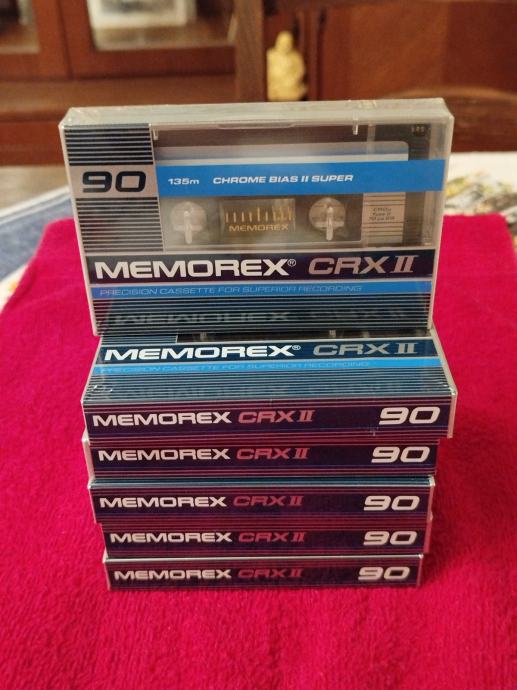 90
135m CHROME BIAS II SUPER
MEMOREX
MEMOREX® CRX II
PRECISION CASSETTE FOR SUPERIOR RECORDING
MEMOREX® CRX II
PRECISION CASSETTE FOR SUPERIOR RECORDING
MEMOREX CRX II 90
MEMOREX CRX II 90
MEMOREX CRX II 90
MEMOREX CRX II 90
MEMOREX CRX II 90